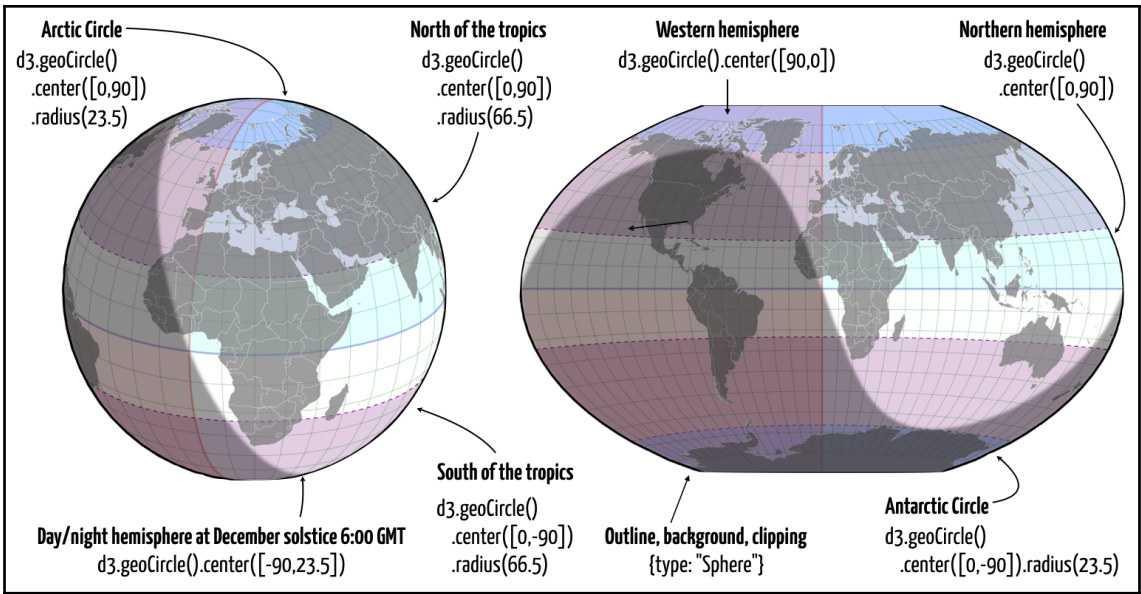 Arctic Circle
d3.geoCircle()
.center([0,90])
.radius(23.5)
North of the tropics
d3.geoCircle()
.center([0,90])
.radius(66.5)
Western hemisphere
d3.geoCircle().center([90,0])
Northern hemisphere
d3.geoCircle()
.center([0,90])
South of the tropics
d3.geoCircle()
.center([0,-90])
.radius(66.5)
Day/night hemisphere at December solstice 6:00 GMT
d3.geoCircle().center([-90,23.5])
Outline, background, clipping
{type: "Sphere"}
Antarctic Circle
d3.geoCircle()
.center([0,-90]).radius(23.5)